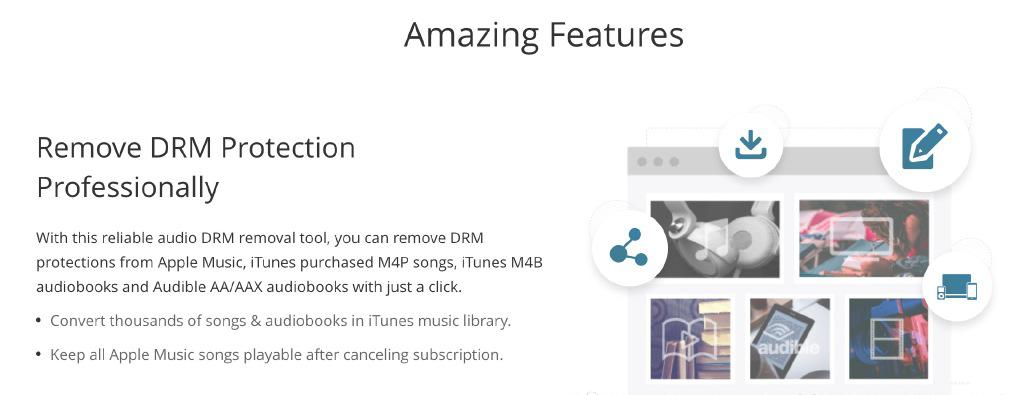 Amazing Features
Remove DRM Protection
Professionally
With this reliable audio DRM removal tool, you can remove DRM
protections from Apple Music, iTunes purchased M4P songs, iTunes M4B
audiobooks and Audible AA/AAX audiobooks with just a click.
• Convert thousands of songs & audiobooks in iTunes music library.
• Keep all Apple Music songs playable after canceling subscription.
audible